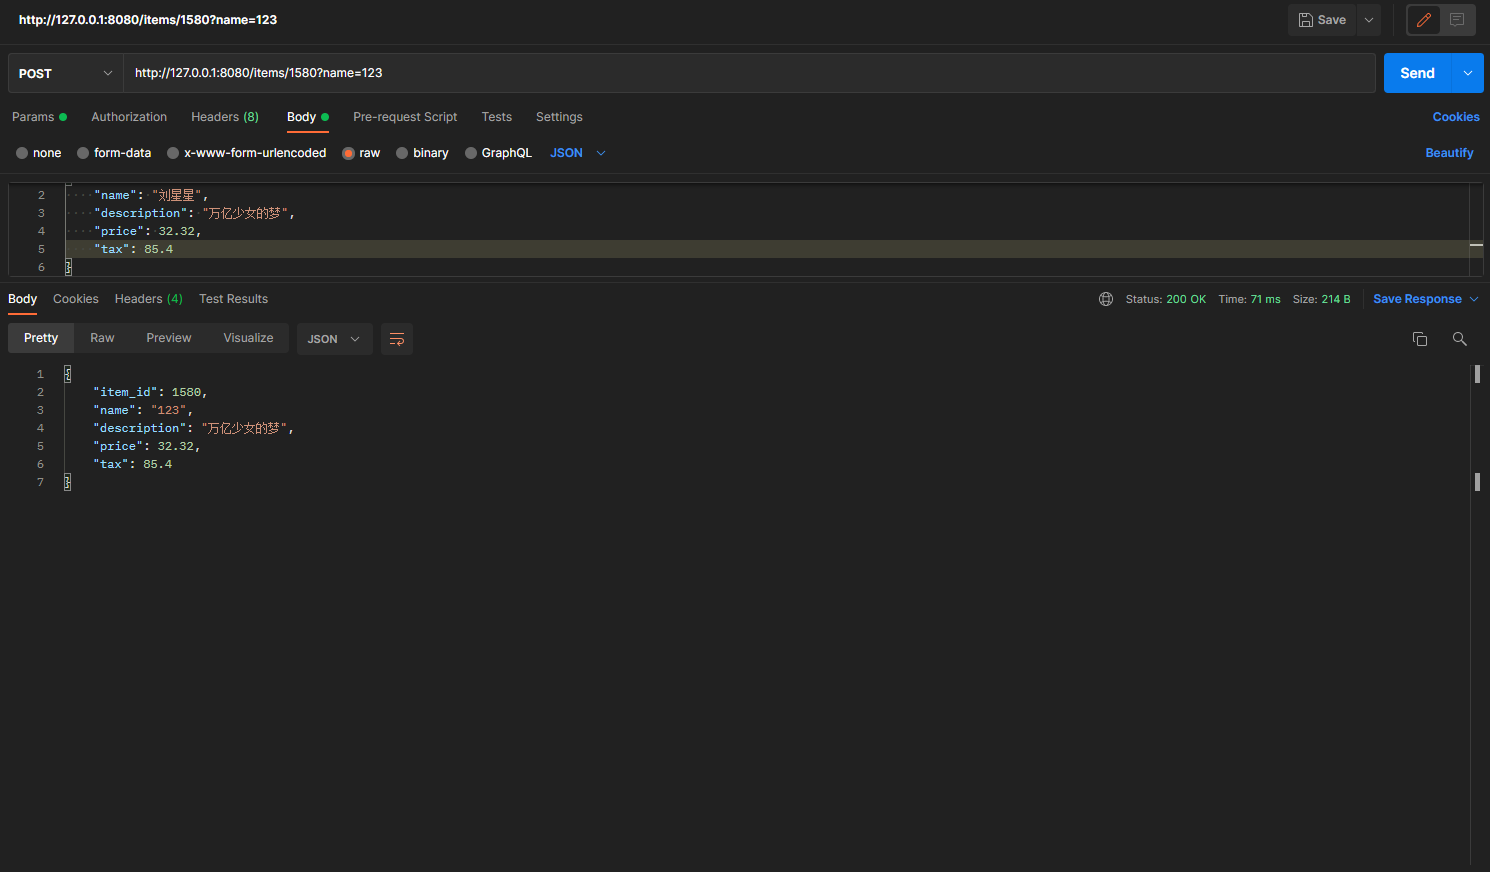 http://127.0.0.1:8080/items/1580?name=123
Save
POST
http://127.0.0.1:8080/items/1580?name=123
Send
Params Authorization Headers (8) Body Pre-request Script Tests Settings Cookies
none form-data x-www-form-urlencoded raw binary GraphQL JSON Beautify
2 "name": "刘星星",
3 "description": "万亿少女的梦",
4 "price": 32.32,
5 "tax": 85.4
6 }
Body Cookies Headers (4) Test Results Status: 200 OK Time: 71 ms Size: 214 B Save Response
Pretty Raw Preview Visualize JSON
1 {
2 "item_id": 1580,
3 "name": "123",
4 "description": "万亿少女的梦",
5 "price": 32.32,
6 "tax": 85.4
7 }